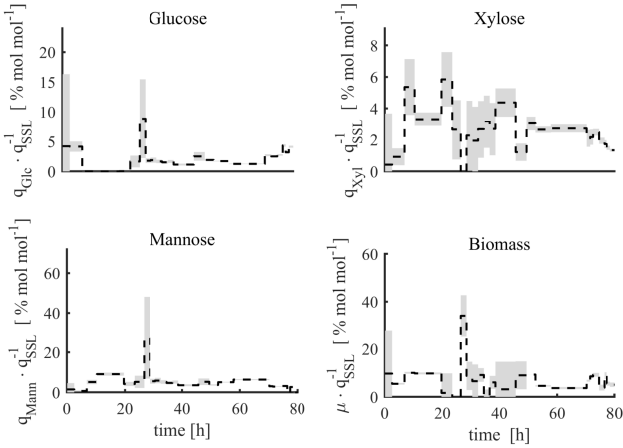 Glucose
q_Glc · q_SSL^-1 [ % mol mol^-1]
20
15
10
5
0
Xylose
q_Xyl · q_SSL^-1 [ % mol mol^-1]
8
6
4
2
0
Mannose
q_Mann · q_SSL^-1 [ % mol mol^-1]
60
40
20
0
0 20 40 60 80
time [h]
Biomass
μ · q_SSL^-1 [ % mol mol^-1]
60
40
20
0
0 20 40 60 80
time [h]